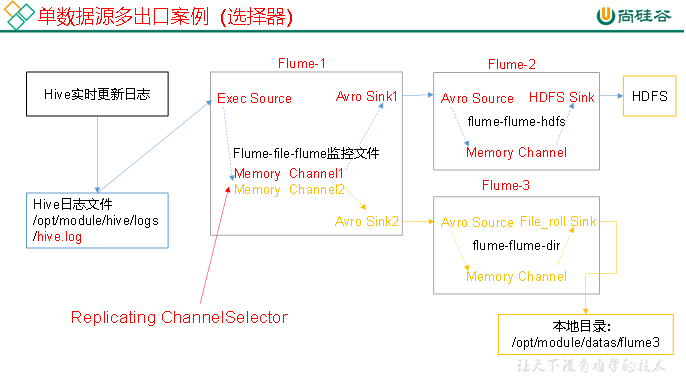 单数据源多出口案例（选择器）
尚硅谷
Flume-1
Flume-2
Hive实时更新日志
Exec Source
Avro Sink1
Avro Source
HDFS Sink
HDFS
flume-flume-hdfs
Flume-file-flume监控文件
Memory Channel
Memory Channel1
Memory Channel2
Flume-3
Hive日志文件
/opt/module/hive/logs
/hive.log
Avro Sink2
Avro Source
File_roll Sink
flume-flume-dir
Memory Channel
Replicating ChannelSelector
本地目录:
/opt/module/datas/flume3
让天下没有难学的技术